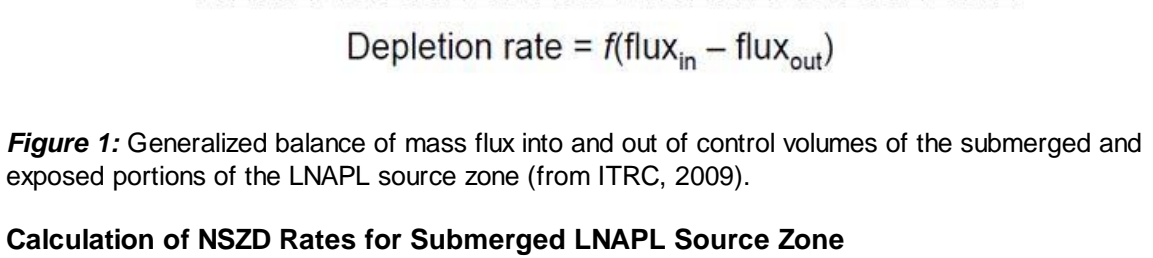 Depletion rate = f(flux_in – flux_out)
Figure 1: Generalized balance of mass flux into and out of control volumes of the submerged and
exposed portions of the LNAPL source zone (from ITRC, 2009).
Calculation of NSZD Rates for Submerged LNAPL Source Zone